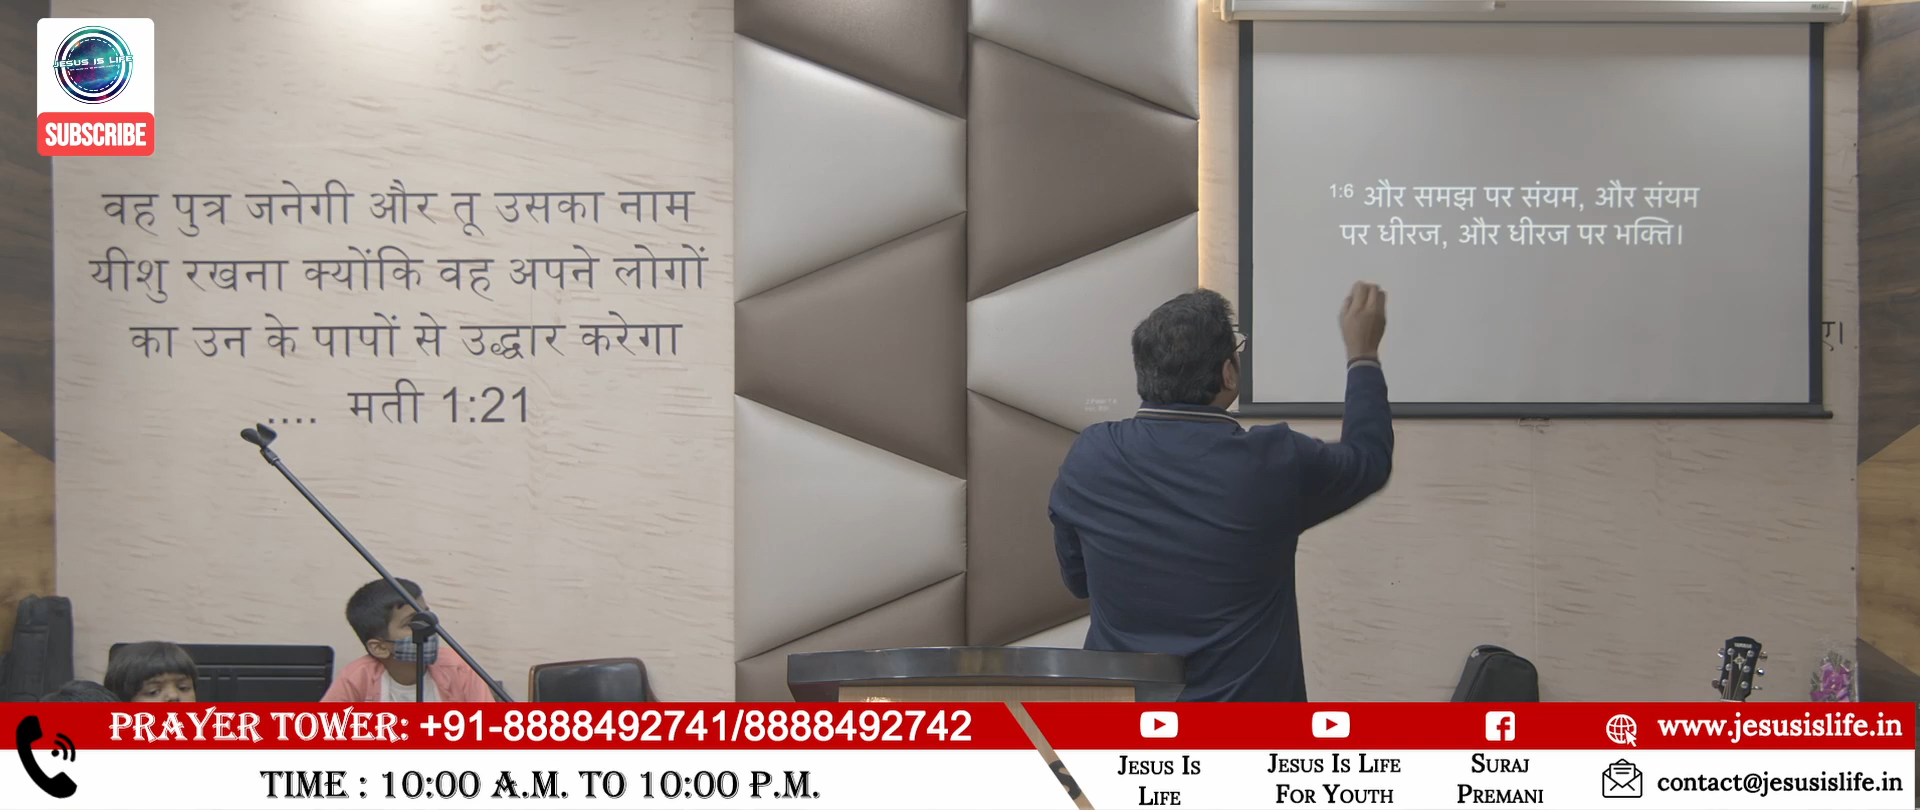 JESUS IS LIFE
SUBSCRIBE
वह पुत्र जनेगी और तू उसका नाम
यीशु रखना क्योंकि वह अपने लोगों
का उन के पापों से उद्धार करेगा
.... मती 1:21
1:6 और समझ पर संयम, और संयम
पर धीरज, और धीरज पर भक्ति।
PRAYER TOWER: +91-8888492741/8888492742
TIME : 10:00 A.M. TO 10:00 P.M.
JESUS IS
LIFE
JESUS IS LIFE
FOR YOUTH
SURAJ
PREMANI
www.jesusislife.in
contact@jesusislife.in